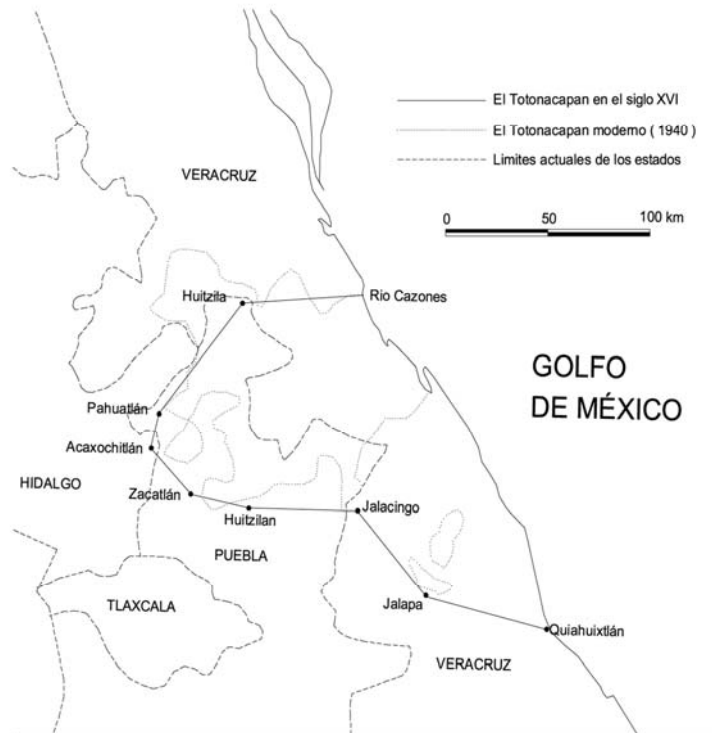 El Totonacapan en el siglo XVI
El Totonacapan moderno ( 1940 )
Limites actuales de los estados
0 50 100 km
VERACRUZ
Huitzila
Río Cazones
GOLFO
DE MÉXICO
Pahuatlán
Acaxochitlán
HIDALGO
Zacatlán
Huitzilan
Jalacingo
PUEBLA
TLAXCALA
Jalapa
Quiahuixtlán
VERACRUZ